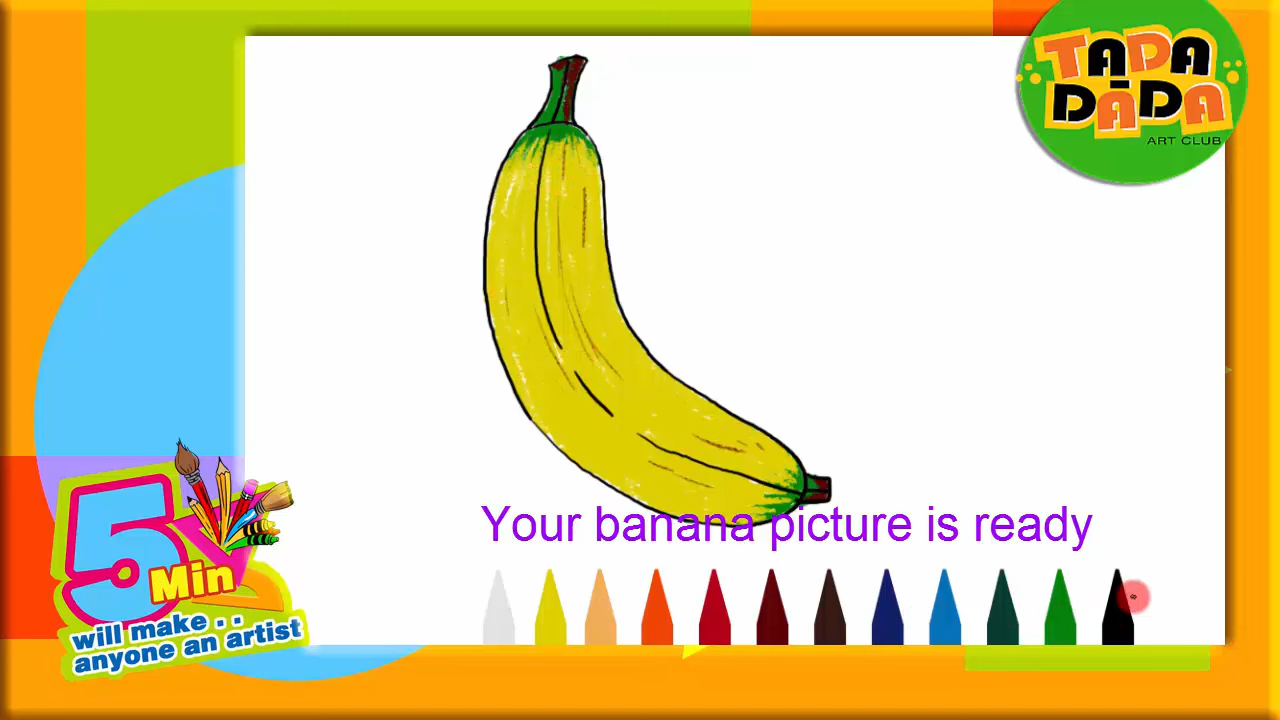 TADA
DADA
ART CLUB
Your banana picture is ready
5
Min
will make . .
anyone an artist